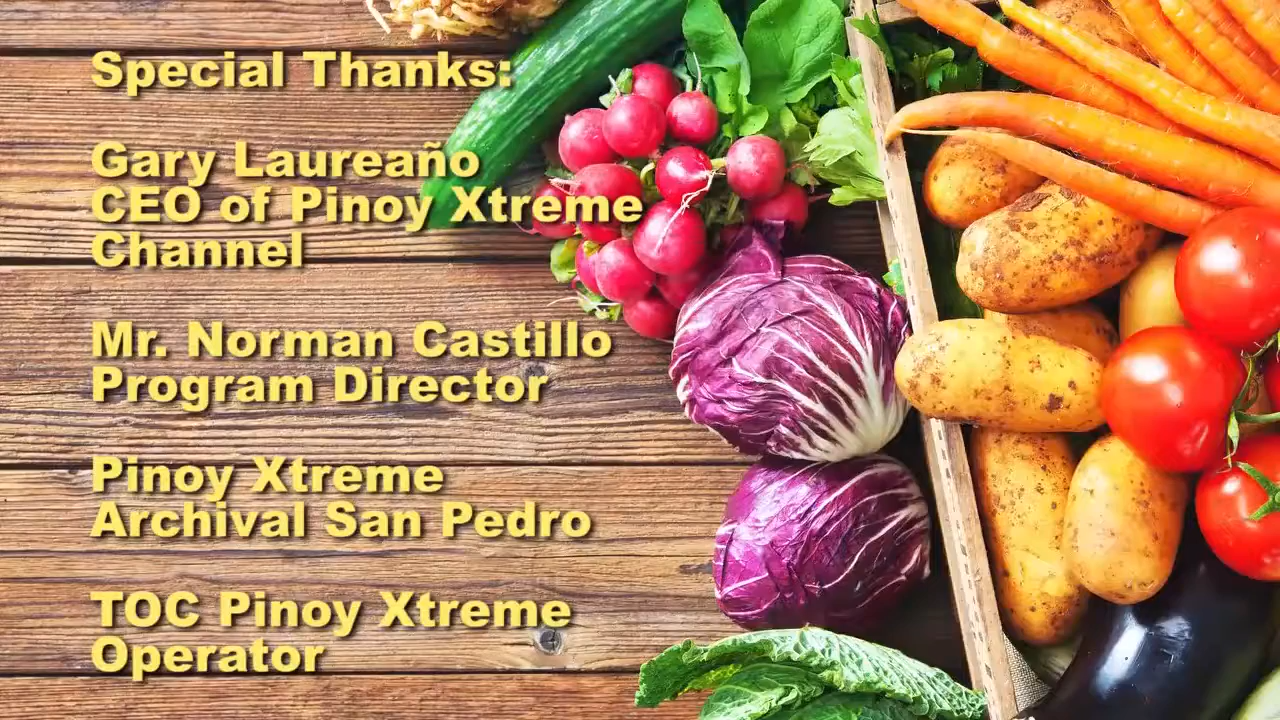 Special Thanks:
Gary Laureaño
CEO of Pinoy Xtreme
Channel
Mr. Norman Castillo
Program Director
Pinoy Xtreme
Archival San Pedro
TOC Pinoy Xtreme
Operator